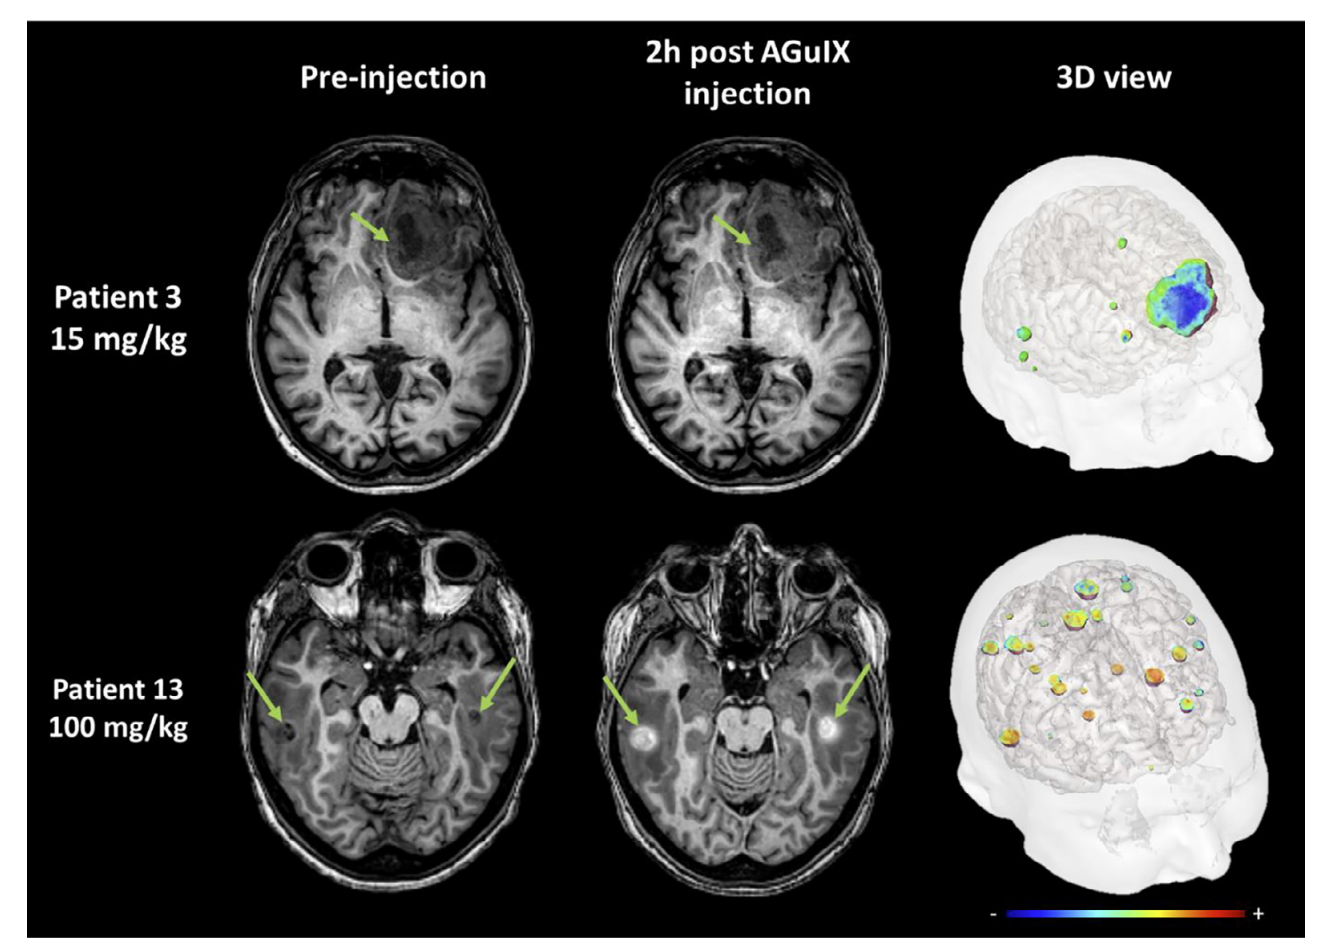 Pre-injection
2h post AGuIX
injection
3D view
Patient 3
15 mg/kg
Patient 13
100 mg/kg
- +